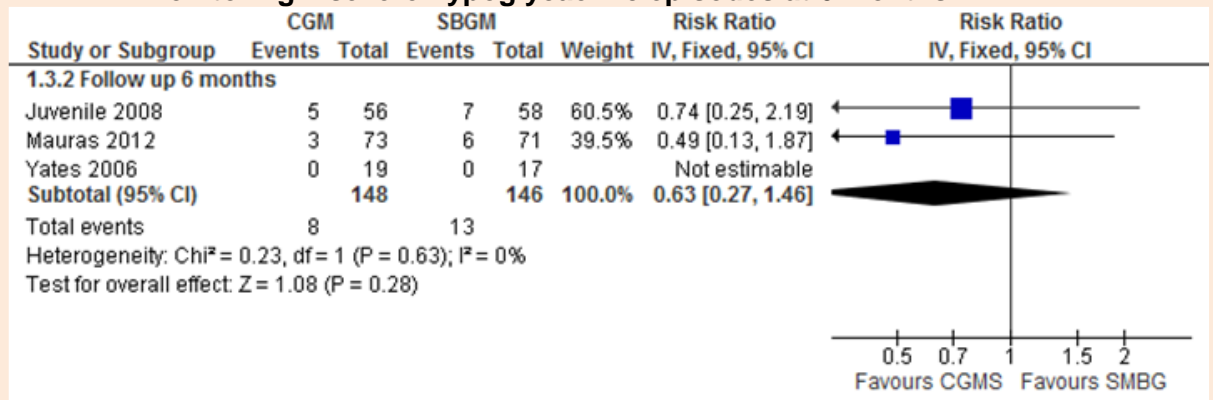 CGM SBGM Risk Ratio Risk Ratio
Study or Subgroup Events Total Events Total Weight IV, Fixed, 95% CI IV, Fixed, 95% CI
1.3.2 Follow up 6 months
Juvenile 2008 5 56 7 58 60.5% 0.74 [0.25, 2.19]
Mauras 2012 3 73 6 71 39.5% 0.49 [0.13, 1.87]
Yates 2006 0 19 0 17 Not estimable
Subtotal (95% CI) 148 146 100.0% 0.63 [0.27, 1.46]
Total events 8 13
Heterogeneity: Chi² = 0.23, df = 1 (P = 0.63); I² = 0%
Test for overall effect: Z = 1.08 (P = 0.28)
0.5 0.7 1 1.5 2
Favours CGMS Favours SMBG